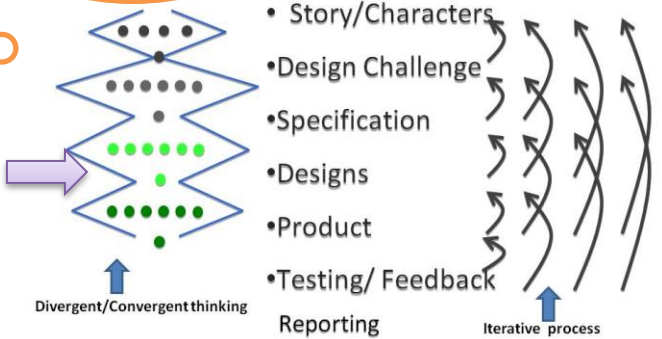 • Story/Characters
•Design Challenge
•Specification
•Designs
•Product
•Testing/ Feedback
Reporting
Divergent/Convergent thinking
Iterative process